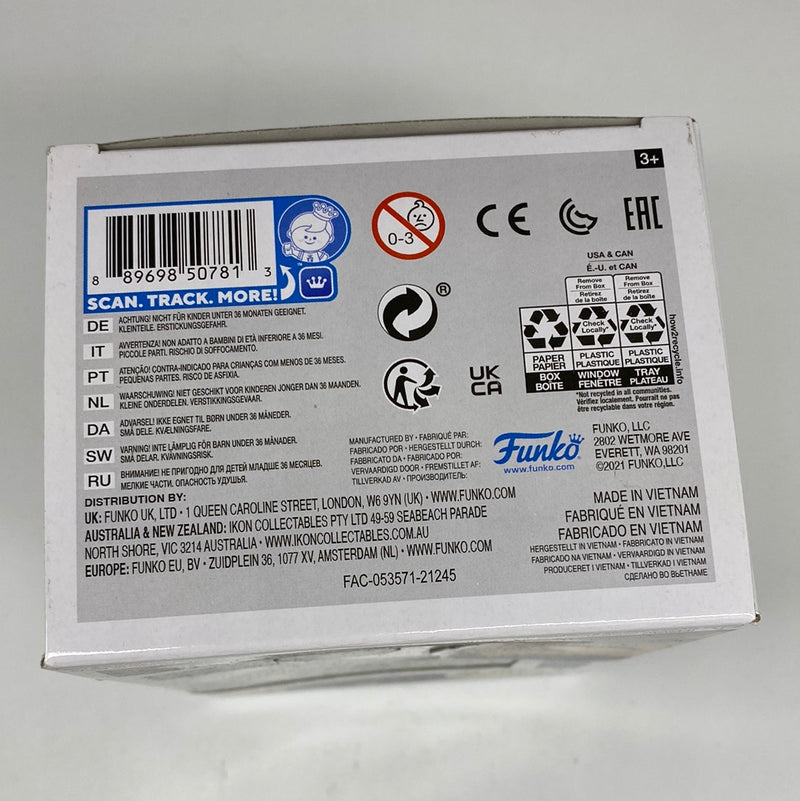 3+
8 89698 50781 3
SCAN. TRACK. MORE!
™
0-3
CE
EAC
®
UK
CA
USA & CAN
É.-U. et CAN
Remove From Box
Retirez de la boîte
Remove From Box
Retirez de la boîte
Check Locally*
Check Locally*
PAPER
PAPIER
PLASTIC
PLASTIQUE
PLASTIC
PLASTIQUE
BOX
BOÎTE
WINDOW
FENÊTRE
TRAY
PLATEAU
*Not recycled in all communities.
Vérifiez localement. Pourrait ne pas
être recyclable dans votre région.
how2recycle.info
DE ACHTUNG! NICHT FÜR KINDER UNTER 36 MONATEN GEEIGNET.
KLEINTEILE. ERSTICKUNGSGEFAHR.
IT AVVERTENZA! NON ADATTO A BAMBINI DI ETÀ INFERIORE A 36 MESI.
PICCOLE PARTI. RISCHIO DI SOFFOCAMENTO.
PT ATENÇÃO! CONTRA-INDICADO PARA CRIANÇAS COM MENOS DE 36 MESES.
PEQUENAS PARTES. RISCO DE ASFIXIA.
NL WAARSCHUWING! NIET GESCHIKT VOOR KINDEREN JONGER DAN 36 MAANDEN.
KLEINE ONDERDELEN. VERSTIKKINGSGEVAAR.
DA ADVARSEL! IKKE EGNET TIL BØRN UNDER 36 MÅNEDER.
SMÅ DELE. KVÆLNINGSFARE.
SW VARNING! INTE LÄMPLIG FÖR BARN UNDER 36 MÅNADER.
SMÅ DELAR. KVÄVNINGSRISK.
RU ВНИМАНИЕ! НЕ ПРИГОДНО ДЛЯ ДЕТЕЙ МЛАДШЕ 36 МЕСЯЦЕВ.
МЕЛКИЕ ЧАСТИ. ОПАСНОСТЬ УДУШЬЯ.
MANUFACTURED BY • FABRIQUÉ PAR:
FABRICADO POR • HERGESTELLT DURCH:
FABBRICATO DA • FABRICADO POR:
VERVAARDIGD DOOR • FREMSTILLET AF:
TILLVERKAD AV • ПРОИЗВОДИТЕЛЬ:
Funko
www.funko.com
FUNKO, LLC
2802 WETMORE AVE
EVERETT, WA 98201
©2021 FUNKO,LLC
DISTRIBUTION BY:
UK: FUNKO UK, LTD • 1 QUEEN CAROLINE STREET, LONDON, W6 9YN (UK) • WWW.FUNKO.COM
AUSTRALIA & NEW ZEALAND: IKON COLLECTABLES PTY LTD 49-59 SEABEACH PARADE
NORTH SHORE, VIC 3214 AUSTRALIA • WWW.IKONCOLLECTABLES.COM.AU
EUROPE: FUNKO EU, BV • ZUIDPLEIN 36, 1077 XV, AMSTERDAM (NL) • WWW.FUNKO.COM
FAC-053571-21245
MADE IN VIETNAM
FABRIQUÉ EN VIETNAM
FABRICADO EN VIETNAM
HERGESTELLT IN VIETNAM • FABBRICATO IN VIETNAM
FABRICADO NA VIETNAM • VERVAARDIGD IN VIETNAM
PRODUCERET I VIETNAM • TILLVERKAD I VIETNAM
СДЕЛАНО ВО ВЬЕТНАМЕ